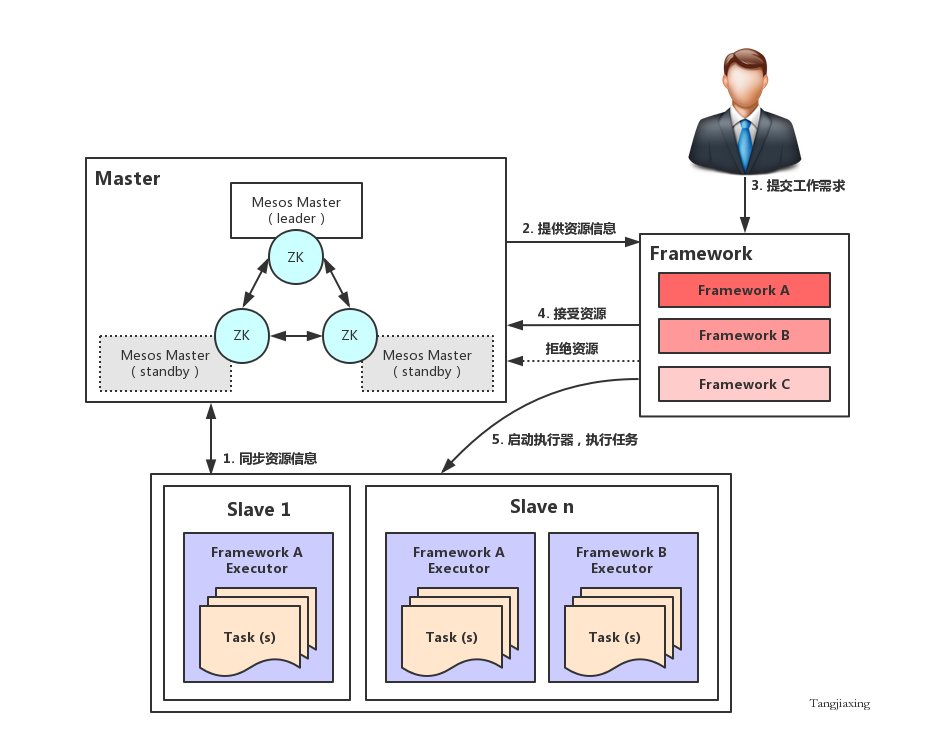 Master
Mesos Master
( leader )
ZK
ZK
ZK
Mesos Master
( standby )
Mesos Master
( standby )
2. 提供资源信息
3. 提交工作需求
Framework
Framework A
Framework B
Framework C
4. 接受资源
拒绝资源
5. 启动执行器，执行任务
1. 同步资源信息
Slave 1
Framework A
Executor
Task (s)
Slave n
Framework A
Executor
Task (s)
Framework B
Executor
Task (s)
Tangjiaxing